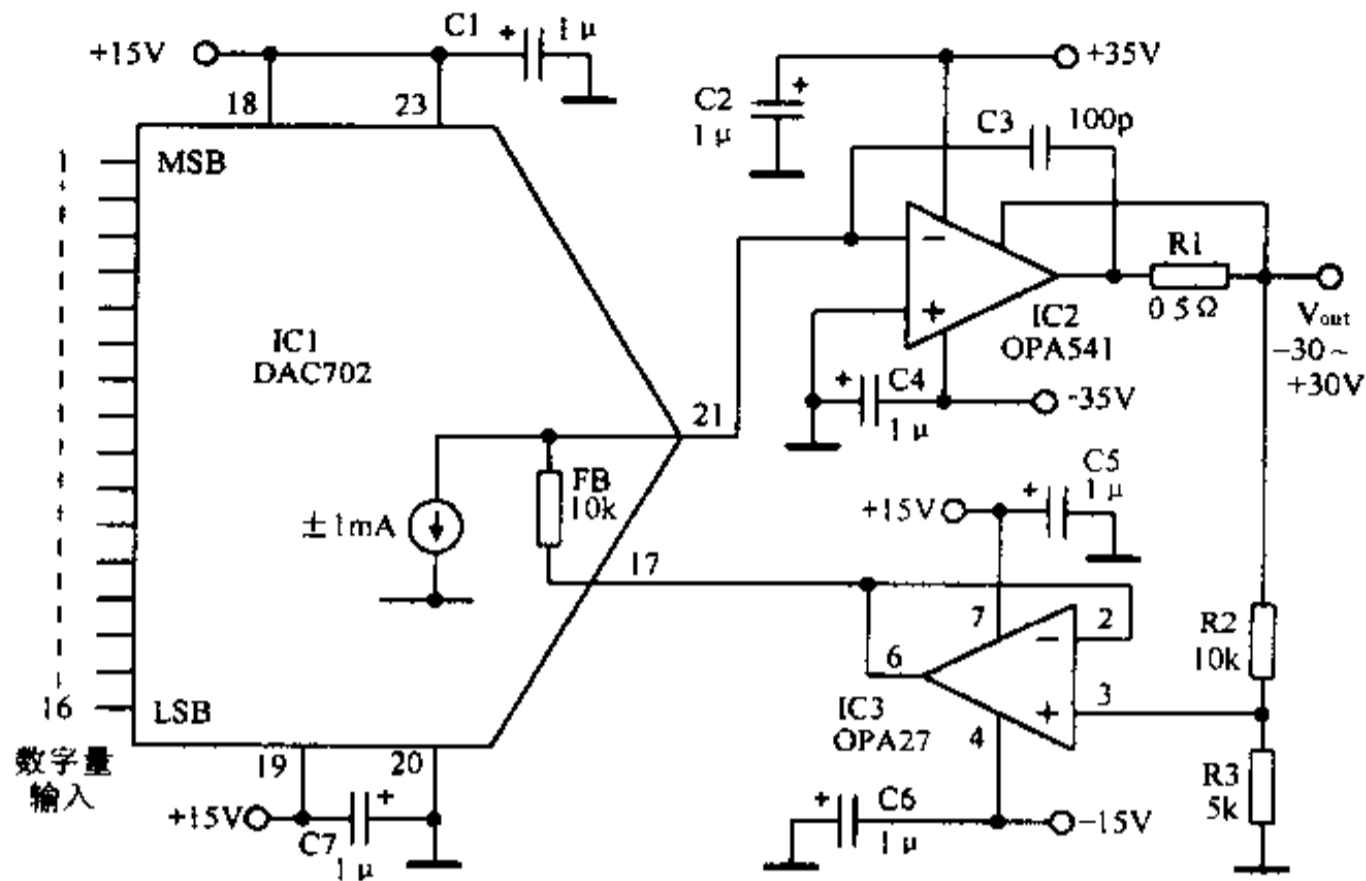 +15V
C1
+
1μ
18
23
1
MSB
IC1
DAC702
21
FB
10k
±1mA
17
16
LSB
数字量
输入
19
20
+15V
C7
+
1μ
+35V
C2
+
1μ
C3
100p
−
+
IC2
OPA541
R1
0 5Ω
Vout
-30~
+30V
+
C4
1μ
-35V
+15V
+
C5
1μ
7
−
2
6
+
3
IC3
OPA27
4
R2
10k
R3
5k
+
C6
1μ
-15V